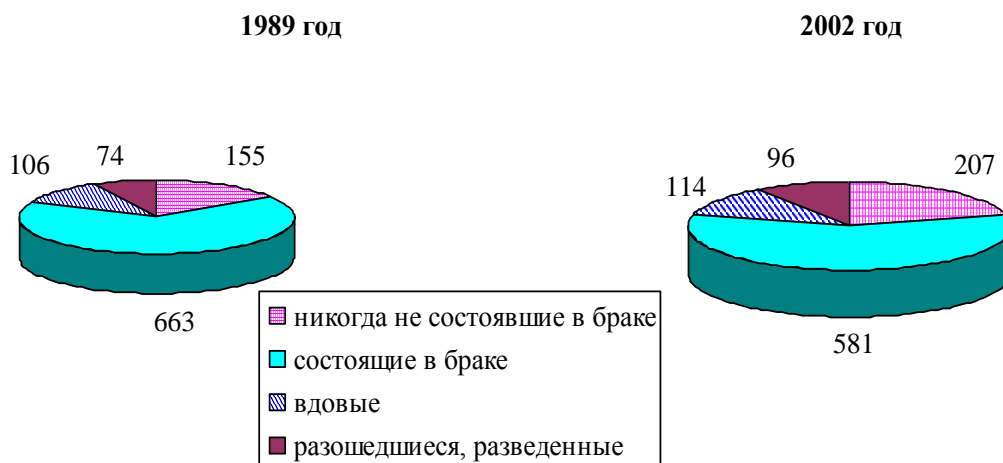 1989 год
2002 год
106
74
155
663
114
96
207
581
никогда не состоявшие в браке
состоящие в браке
вдовые
разошедшиеся, разведенные